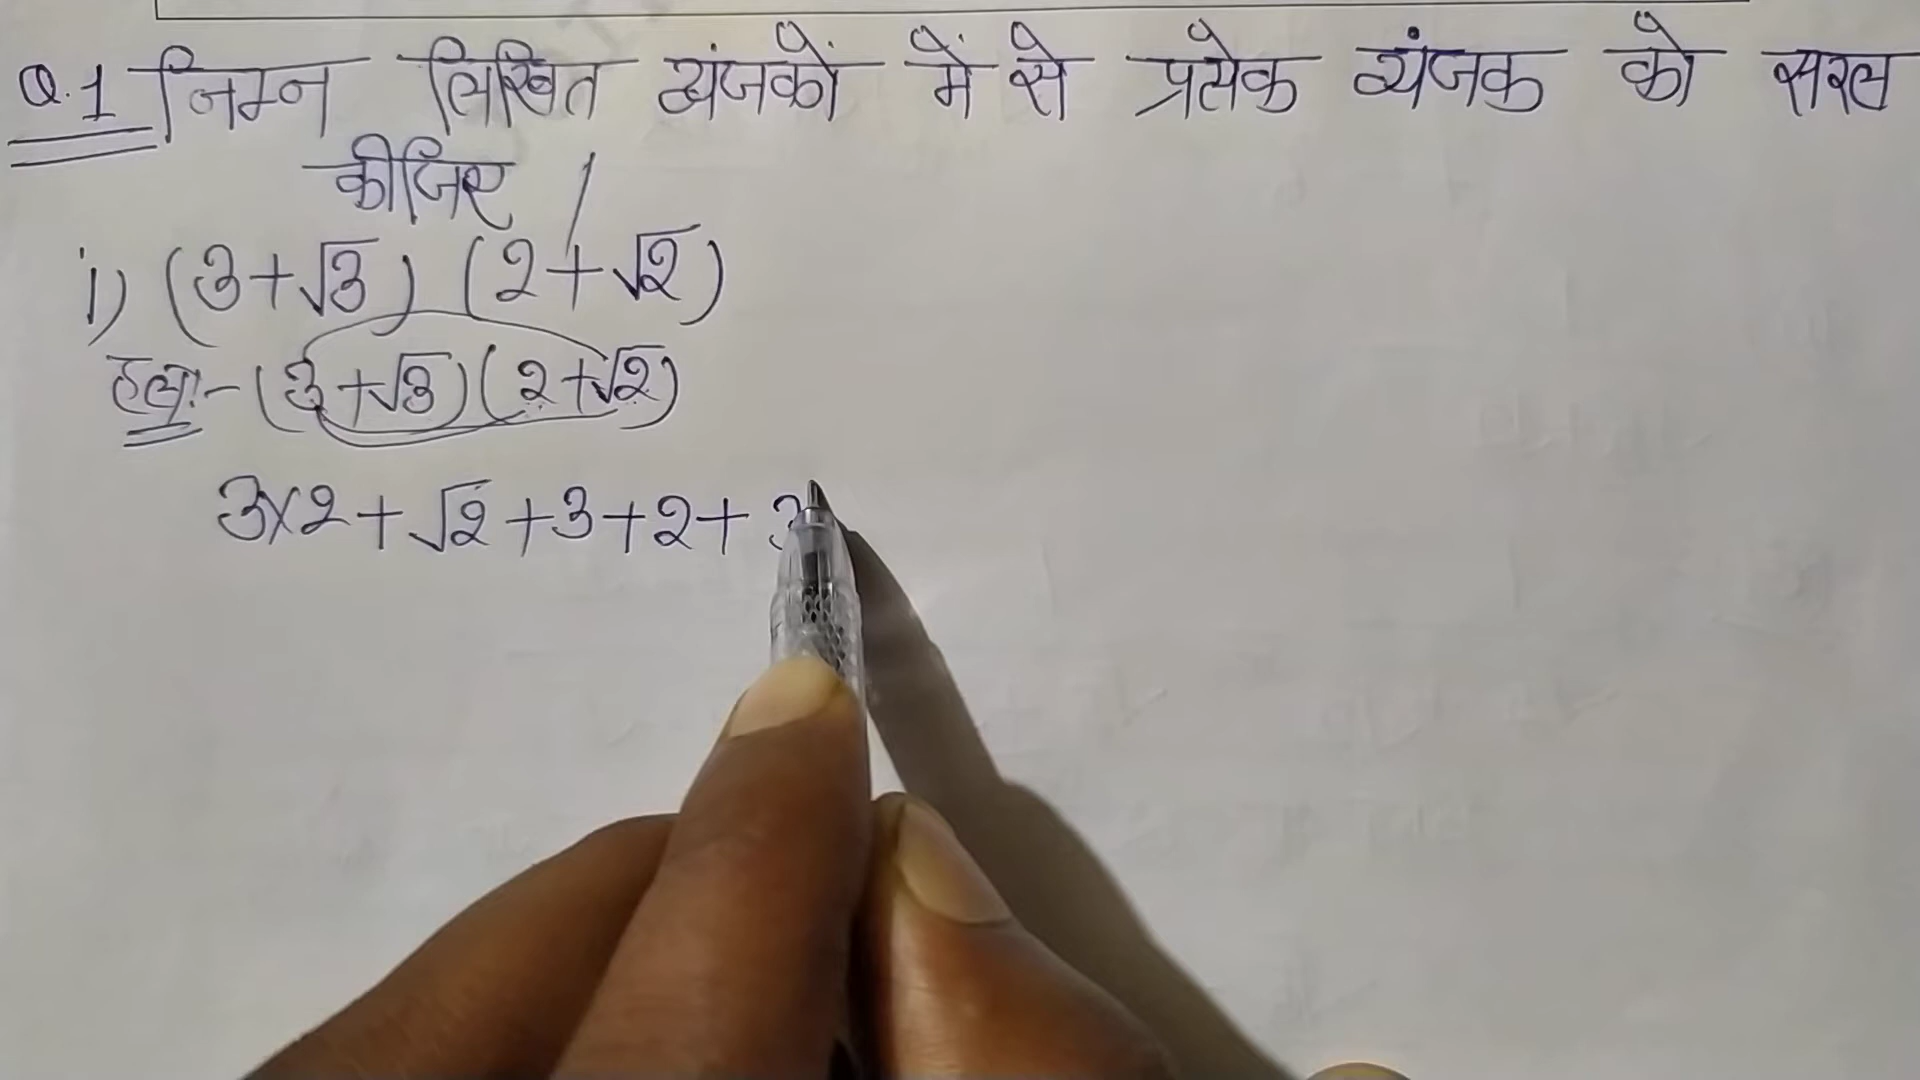 Q.1 निम्न लिखित व्यंजकों में से प्रत्येक व्यंजक को सरल
कीजिए /
i) (3+√3) (2+√2)
हलः- (3+√3)(2+√2)
3×2+√2+3+2+3